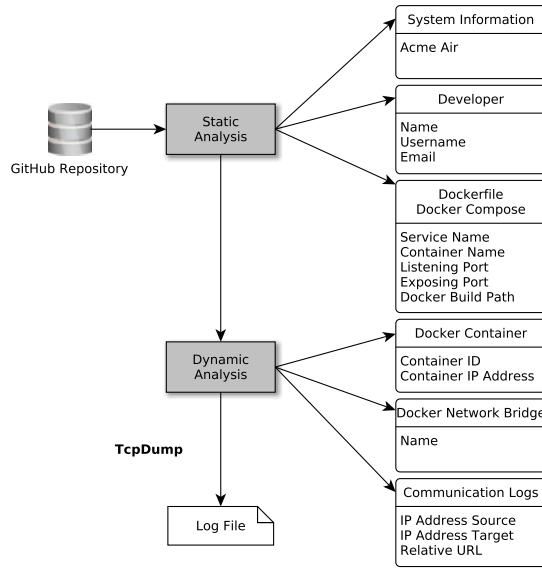 System Information
Acme Air
Developer
Name
Username
Email
Static
Analysis
GitHub Repository
Dockerfile
Docker Compose
Service Name
Container Name
Listening Port
Exposing Port
Docker Build Path
Docker Container
Container ID
Container IP Address
Dynamic
Analysis
Docker Network Bridge
Name
TcpDump
Communication Logs
IP Address Source
IP Address Target
Relative URL
Log File